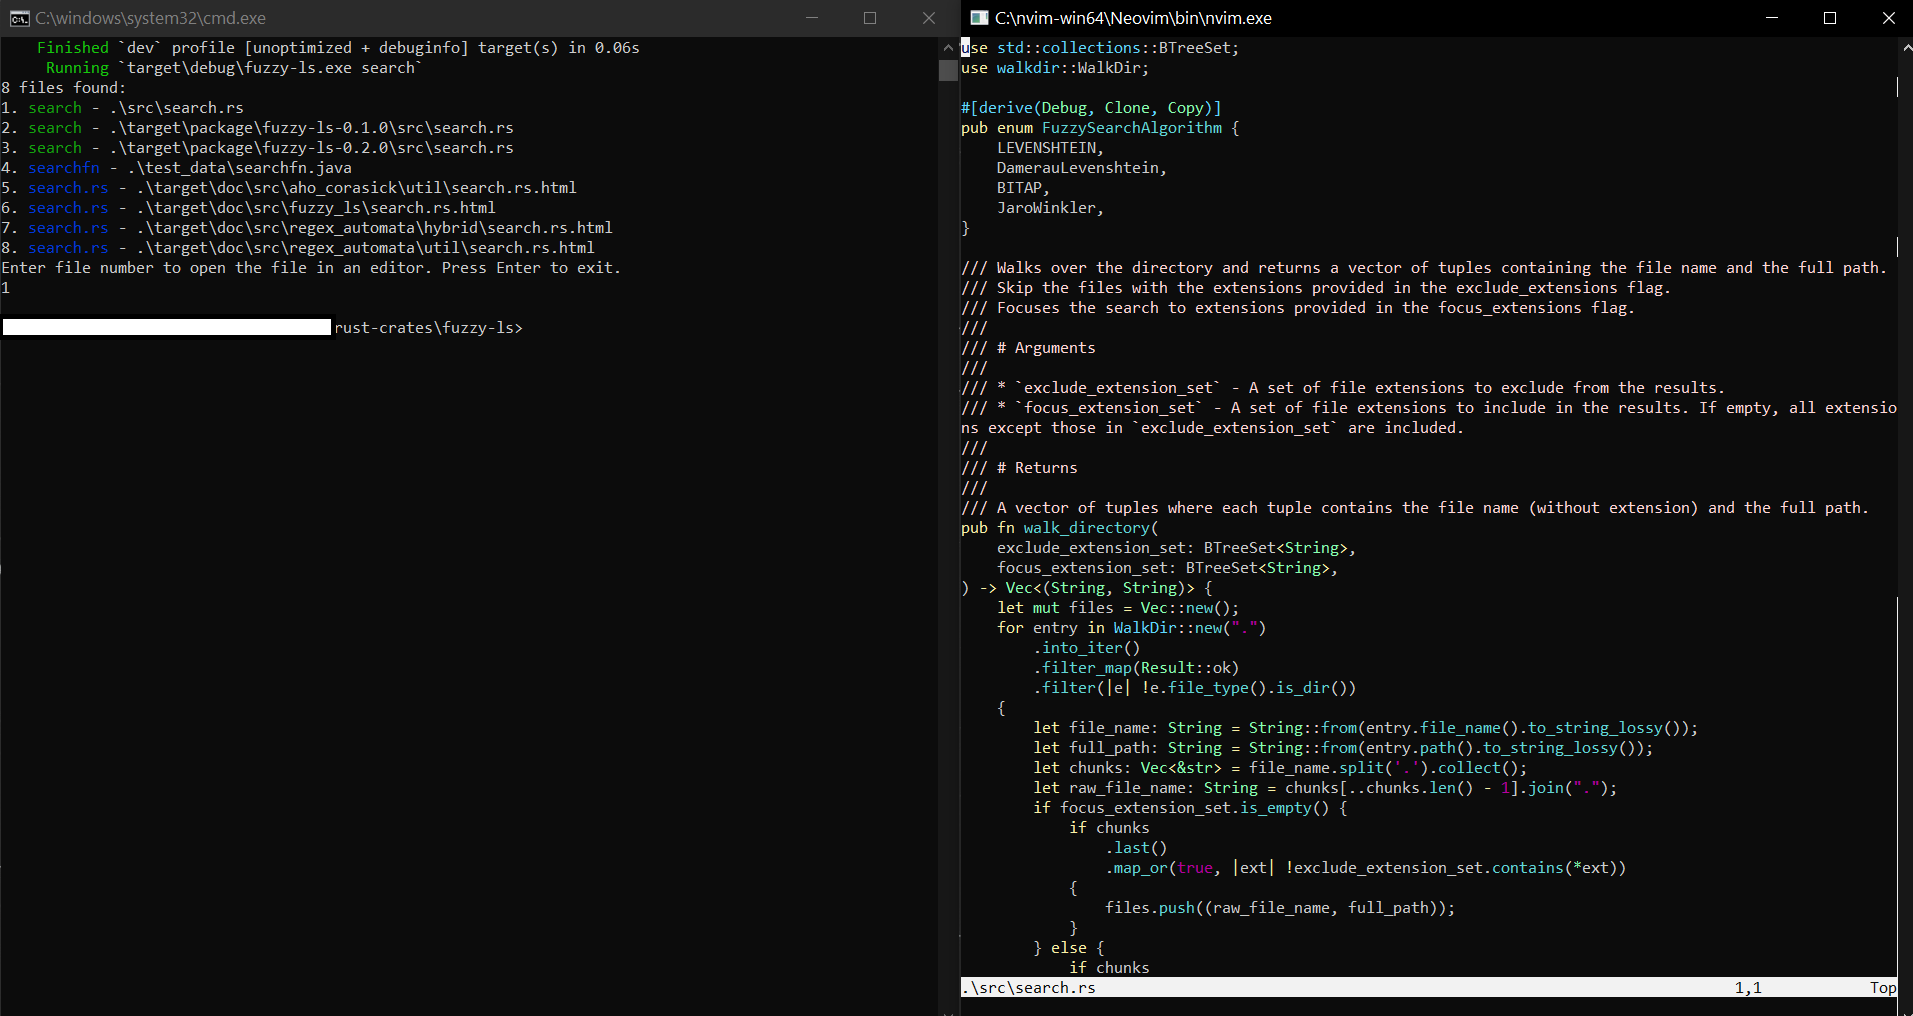 C:\windows\system32\cmd.exe
Finished `dev` profile [unoptimized + debuginfo] target(s) in 0.06s
Running `target\debug\fuzzy-ls.exe search`
8 files found:
1. search - .\src\search.rs
2. search - .\target\package\fuzzy-ls-0.1.0\src\search.rs
3. search - .\target\package\fuzzy-ls-0.2.0\src\search.rs
4. searchfn - .\test_data\searchfn.java
5. search.rs - .\target\doc\src\aho_corasick\util\search.rs.html
6. search.rs - .\target\doc\src\fuzzy_ls\search.rs.html
7. search.rs - .\target\doc\src\regex_automata\hybrid\search.rs.html
8. search.rs - .\target\doc\src\regex_automata\util\search.rs.html
Enter file number to open the file in an editor. Press Enter to exit.
1
rust-crates\fuzzy-ls>
C:\nvim-win64\Neovim\bin\nvim.exe
use std::collections::BTreeSet;
use walkdir::WalkDir;
#[derive(Debug, Clone, Copy)]
pub enum FuzzySearchAlgorithm {
    LEVENSHTEIN,
    DamerauLevenshtein,
    BITAP,
    JaroWinkler,
}
/// Walks over the directory and returns a vector of tuples containing the file name and the full path.
/// Skip the files with the extensions provided in the exclude_extensions flag.
/// Focuses the search to extensions provided in the focus_extensions flag.
///
/// # Arguments
///
/// * `exclude_extension_set` - A set of file extensions to exclude from the results.
/// * `focus_extension_set` - A set of file extensions to include in the results. If empty, all extensio
ns except those in `exclude_extension_set` are included.
///
/// # Returns
///
/// A vector of tuples where each tuple contains the file name (without extension) and the full path.
pub fn walk_directory(
    exclude_extension_set: BTreeSet<String>,
    focus_extension_set: BTreeSet<String>,
) -> Vec<(String, String)> {
    let mut files = Vec::new();
    for entry in WalkDir::new(".")
        .into_iter()
        .filter_map(Result::ok)
        .filter(|e| !e.file_type().is_dir())
    {
        let file_name: String = String::from(entry.file_name().to_string_lossy());
        let full_path: String = String::from(entry.path().to_string_lossy());
        let chunks: Vec<&str> = file_name.split('.').collect();
        let raw_file_name: String = chunks[..chunks.len() - 1].join(".");
        if focus_extension_set.is_empty() {
            if chunks
                .last()
                .map_or(true, |ext| !exclude_extension_set.contains(*ext))
            {
                files.push((raw_file_name, full_path));
            }
        } else {
            if chunks
.\src\search.rs 1,1 Top